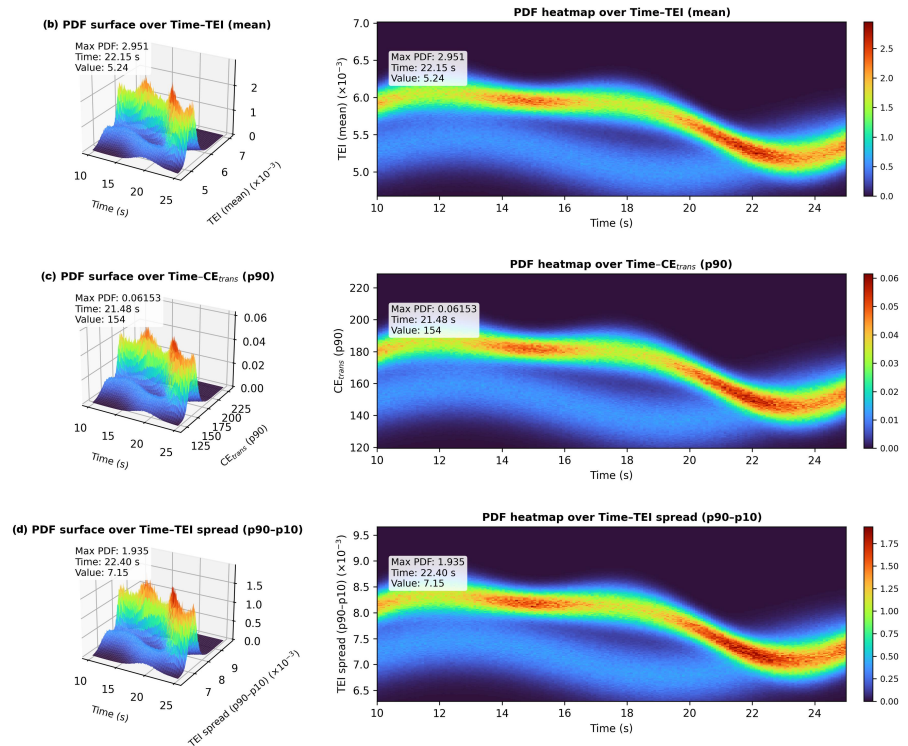 (b) PDF surface over Time–TEI (mean)
Max PDF: 2.951
Time: 22.15 s
Value: 5.24
2
1
0
7
6
5
10
15
20
25
Time (s)
TEI (mean) (×10⁻³)
PDF heatmap over Time–TEI (mean)
Max PDF: 2.951
Time: 22.15 s
Value: 5.24
7.0
6.5
6.0
5.5
5.0
TEI (mean) (×10⁻³)
10 12 14 16 18 20 22 24
Time (s)
2.5
2.0
1.5
1.0
0.5
0.0
(c) PDF surface over Time–CE_trans (p90)
Max PDF: 0.06153
Time: 21.48 s
Value: 154
0.06
0.04
0.02
0.00
225
200
175
150
125
10
15
20
25
Time (s)
CE_trans (p90)
PDF heatmap over Time–CE_trans (p90)
Max PDF: 0.06153
Time: 21.48 s
Value: 154
220
200
180
160
140
120
CE_trans (p90)
10 12 14 16 18 20 22 24
Time (s)
0.06
0.05
0.04
0.03
0.02
0.01
0.00
(d) PDF surface over Time–TEI spread (p90–p10)
Max PDF: 1.935
Time: 22.40 s
Value: 7.15
1.5
1.0
0.5
0.0
9
8
7
10
15
20
25
Time (s)
TEI spread (p90–p10) (×10⁻³)
PDF heatmap over Time–TEI spread (p90–p10)
Max PDF: 1.935
Time: 22.40 s
Value: 7.15
9.5
9.0
8.5
8.0
7.5
7.0
6.5
TEI spread (p90–p10) (×10⁻³)
10 12 14 16 18 20 22 24
Time (s)
1.75
1.50
1.25
1.00
0.75
0.50
0.25
0.00